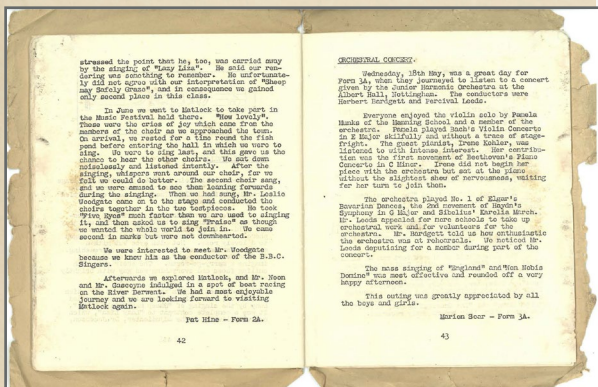 stressed the point that he, too, was carried away
by the singing of "Lazy Liza".   He said our ren-
dering was something to remember.   He unfortunate-
ly did not agree with our interpretation of "Sheep
may Safely Graze", and in consequence we gained
only second place in this class.
In June we went to Matlock to take part in
the Music Festival held there.   "How lovely".
These were the cries of joy which came from the
members of the choir as we approached the town.
On arrival, we rested for a time round the fish
pond before entering the hall in which we were to
sing.   We were to sing last, and this gave us the
chance to hear the other choirs.   We sat down
noiselessly and listened intently.   After the
singing, whispers went around our choir, for we
felt we could do better.   The second choir sang,
and we were amused to see them leaning forwards
during the singing.   When we had sung, Mr. Leslie
Woodgate came on to the stage and conducted the
choirs together in the two testpieces.   He took
"Five Eyes" much faster than we are used to singing
it, and then asked us to sing "Praise" as though
we wanted the whole world to join in.   We came
second in marks but were not downhearted.
We were interested to meet Mr. Woodgate
because we knew him as the conductor of the B.B.C.
Singers.
Afterwards we explored Matlock, and Mr. Noon
and Mr. Gascoyne indulged in a spot of boat racing
on the River Derwent.   We had a most enjoyable
journey and we are looking forward to visiting
Matlock again.
Pat Hine - Form 2A.
42
ORCHESTRAL CONCERT.
Wednesday, 18th May, was a great day for
Form 3A, when they journeyed to listen to a concert
given by the Junior Harmonic Orchestra at the
Albert Hall, Nottingham.   The conductors were
Herbert Bardgett and Percival Leeds.
Everyone enjoyed the violin solo by Pamela
Munks of the Manning School and a member of the
orchestra.   Pamela played Bach's Violin Concerto
in E Major skilfully and without a trace of stage-
fright.   The guest pianist, Irene Kohler, was
listened to with intense interest.   Her contribu-
tion was the first movement of Beethoven's Piano
Concerto in C Minor.   Irene did not begin her
piece with the orchestra but sat at the piano
without the slightest show of nervousness, waiting
for her turn to join them.
The orchestra played No. 1 of Elgar's
Bavarian Dances, the 2nd movement of Haydn's
Symphony in G Major and Sibelius' Karelia March.
Mr. Leeds appealed for more schools to take up
orchestral work and for volunteers for the
orchestra.   Mr. Bardgett told us how enthusiastic
the orchestra was at rehearsals.   We noticed Mr.
Leeds deputising for a member during part of the
concert.
The mass singing of "England" and "Non Nobis
Domine" was most effective and rounded off a very
happy afternoon.
This outing was greatly appreciated by all
the boys and girls.
Marion Beer - Form 3A.
43